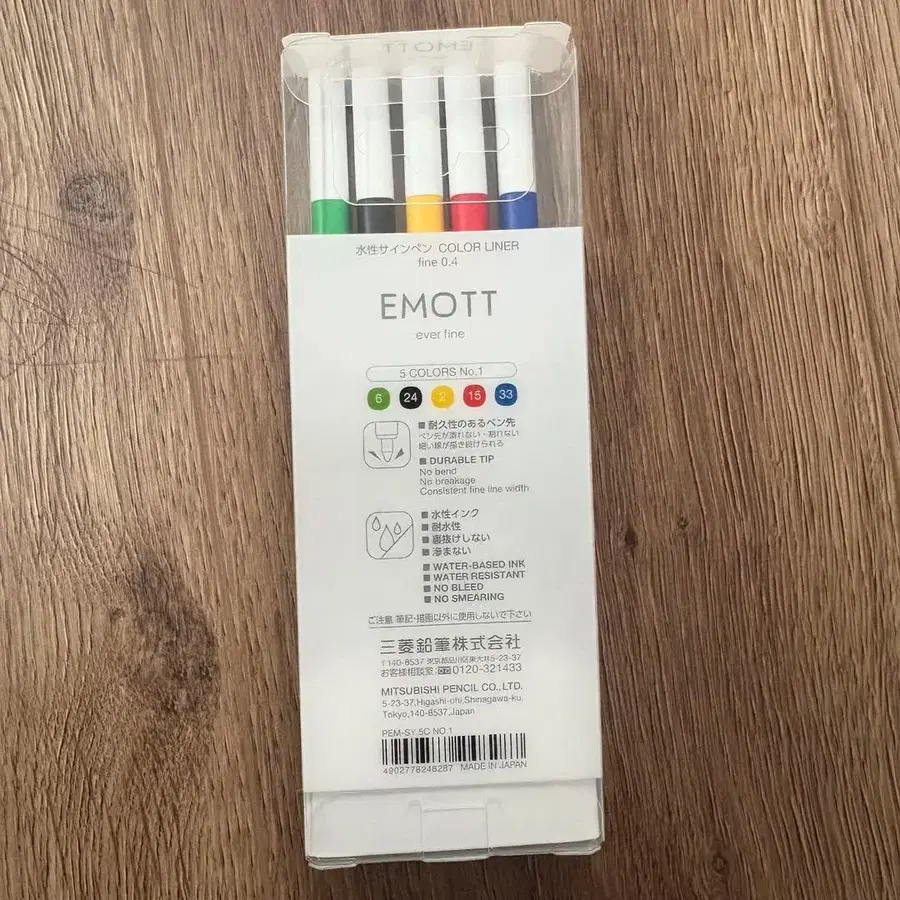 EMOTT
水性サインペン COLOR LINER
fine 0.4
EMOTT
ever fine
5 COLORS No.1
6 24 2 15 33
■ 耐久性のあるペン先
ペン先が潰れない・割れない
細い線が描き続けられる
■ DURABLE TIP
No bend
No breakage
Consistent fine line width
■ 水性インク
■ 耐水性
■ 裏抜けしない
■ 滲まない
■ WATER-BASED INK
■ WATER RESISTANT
■ NO BLEED
■ NO SMEARING
ご注意 筆記・描画以外に使用しないで下さい
三菱鉛筆株式会社
〒140-8537 東京都品川区東大井5-23-37
お客様相談室 0120-321433
MITSUBISHI PENCIL CO.,LTD.
5-23-37,Higashi-ohi,Shinagawa-ku,
Tokyo,140-8537,Japan
PEM-SY 5C NO.1
4902778246287 MADE IN JAPAN